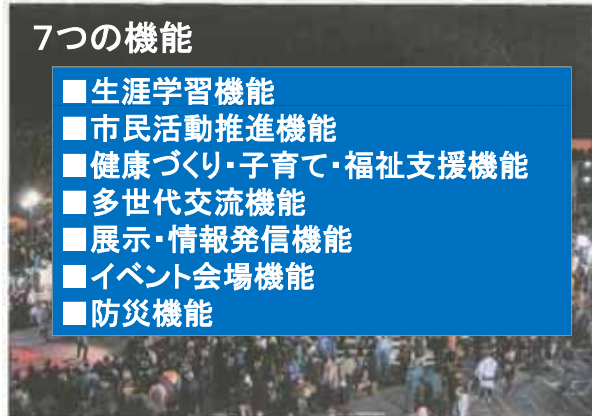 7つの機能
■生涯学習機能
■市民活動推進機能
■健康づくり・子育て・福祉支援機能
■多世代交流機能
■展示・情報発信機能
■イベント会場機能
■防災機能